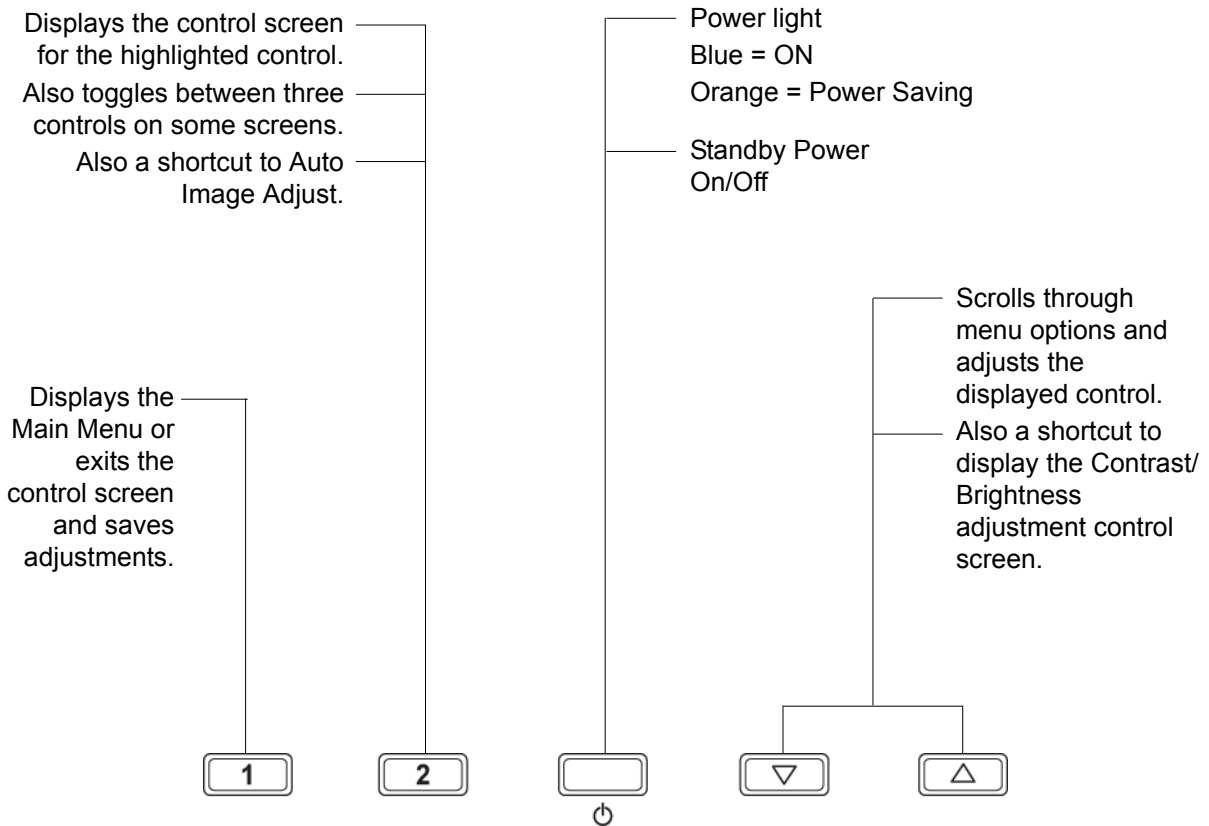 Displays the control screen
for the highlighted control.
Also toggles between three
controls on some screens.
Also a shortcut to Auto
Image Adjust.
Power light
Blue = ON
Orange = Power Saving
Standby Power
On/Off
Scrolls through
menu options and
adjusts the
displayed control.
Also a shortcut to
display the Contrast/
Brightness
adjustment control
screen.
Displays the
Main Menu or
exits the
control screen
and saves
adjustments.
1
2